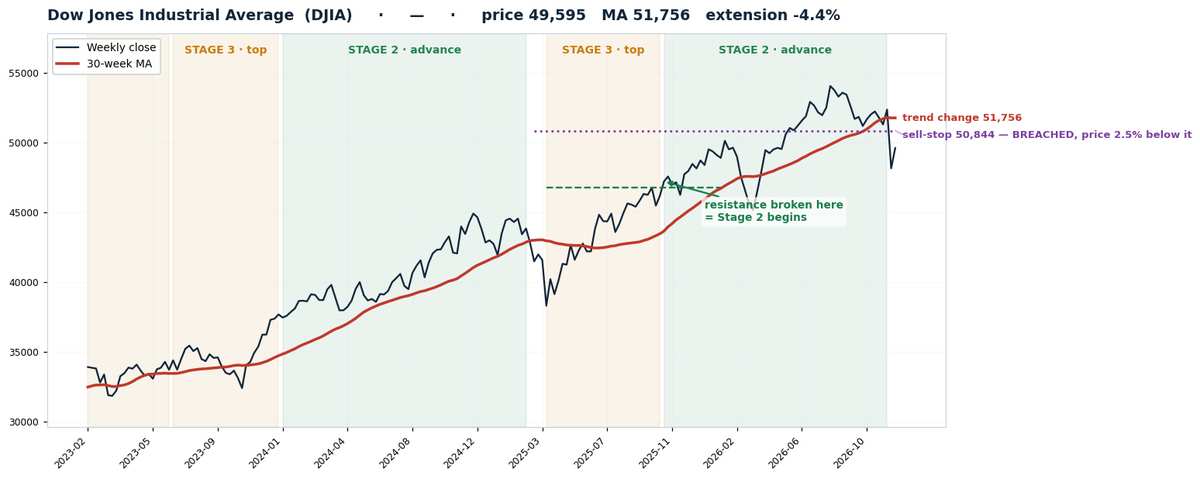 Dow Jones Industrial Average (DJIA) · — · price 49,595 MA 51,756 extension -4.4%
Weekly close
30-week MA
STAGE 3 · top
STAGE 2 · advance
STAGE 3 · top
STAGE 2 · advance
trend change 51,756
sell-stop 50,844 — BREACHED, price 2.5% below it
resistance broken here
= Stage 2 begins
55000
50000
45000
40000
35000
30000
2023-02
2023-05
2023-09
2024-01
2024-04
2024-08
2024-12
2025-03
2025-07
2025-11
2026-02
2026-06
2026-10